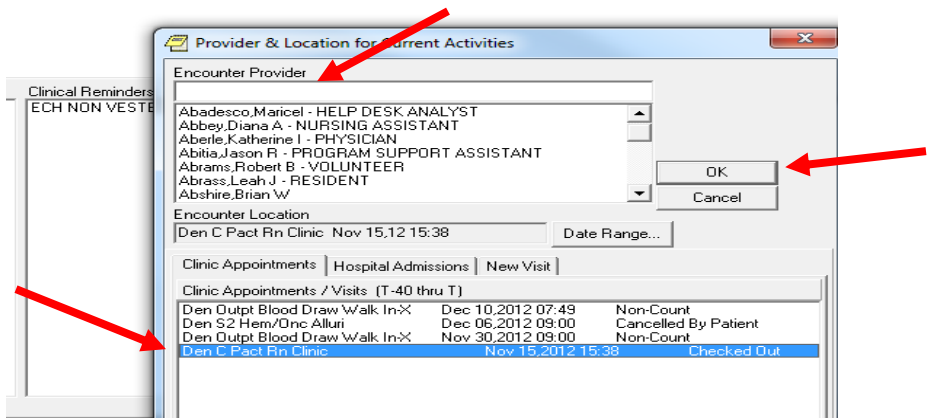 Provider & Location for Current Activities
Encounter Provider
Clinical Reminders
ECH NON VESTE
Abadesco,Maricel - HELP DESK ANALYST
Abbey,Diana A - NURSING ASSISTANT
Aberle,Katherine I - PHYSICIAN
Abitia,Jason R - PROGRAM SUPPORT ASSISTANT
Abrams,Robert B - VOLUNTEER
Abrass,Leah J - RESIDENT
Abshire,Brian W
OK
Cancel
Encounter Location
Den C Pact Rn Clinic Nov 15,12 15:38
Date Range...
Clinic Appointments Hospital Admissions New Visit
Clinic Appointments / Visits (T-40 thru T)
Den Outpt Blood Draw Walk In-X Dec 10,2012 07:49 Non-Count
Den S2 Hem/Onc Alluri Dec 06,2012 09:00 Cancelled By Patient
Den Outpt Blood Draw Walk In-X Nov 30,2012 09:00 Non-Count
Den C Pact Rn Clinic Nov 15,2012 15:38 Checked Out